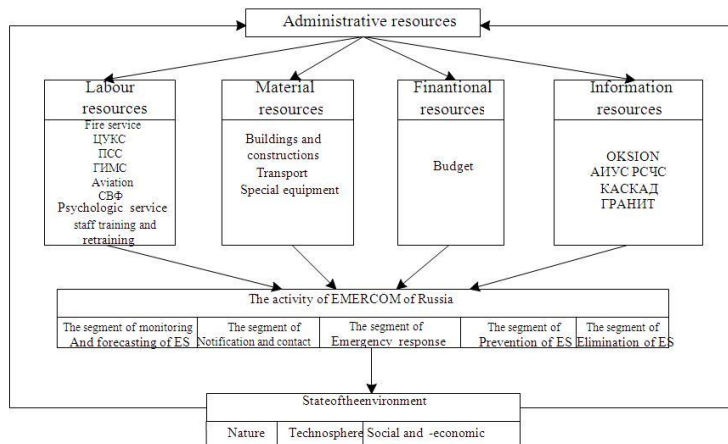 Administrative resources
Labour
resources
Fire service
ЦУКС
ПСС
ГИМС
Aviation
СВФ
Psychologic service
staff training and
retraining
Material
resources
Buildings and
constructions
Transport
Special equipment
Finantional
resources
Budget
Information
resources
OKSION
АИУС РСЧС
КАСКАД
ГРАНИТ
The activity of EMERCOM of Russia
The segment of monitoring
And forecasting of ES
The segment of
Notification and contact
The segment of
Emergency response
The segment of
Prevention of ES
The segment of
Elimination of ES
Stateoftheenvironment
Nature
Technosphere
Social and -economic